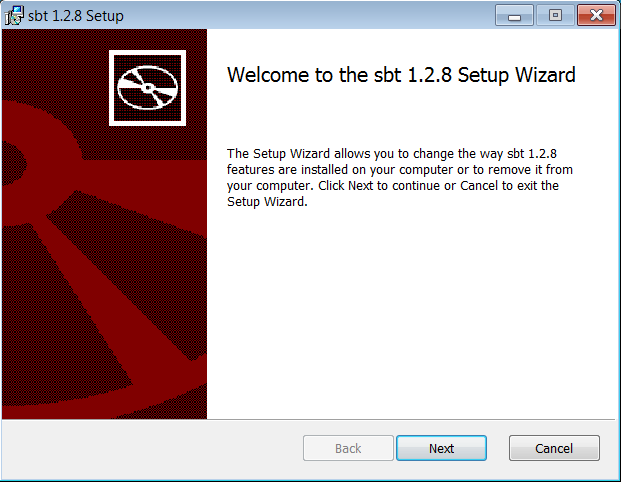 sbt 1.2.8 Setup
Welcome to the sbt 1.2.8 Setup Wizard
The Setup Wizard allows you to change the way sbt 1.2.8
features are installed on your computer or to remove it from
your computer. Click Next to continue or Cancel to exit the
Setup Wizard.
Back
Next
Cancel